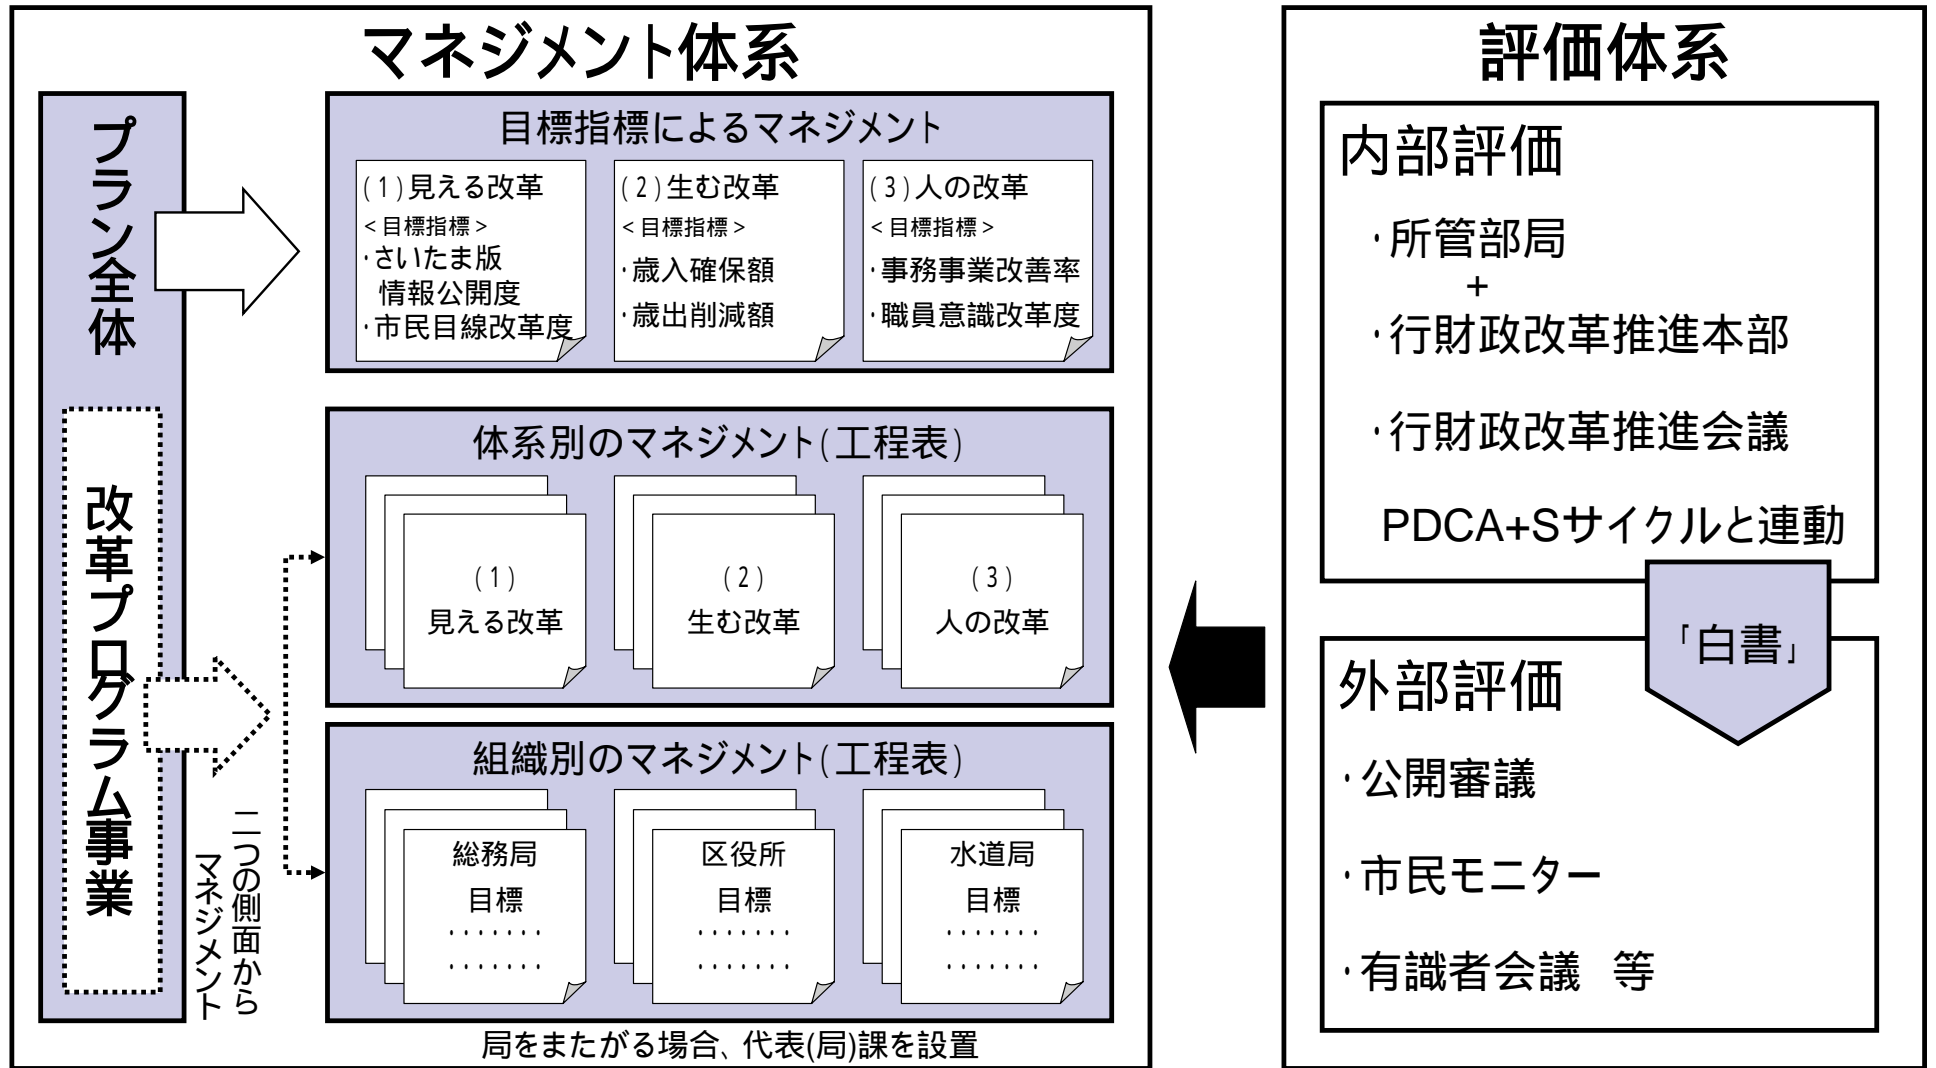 マネジメント体系
プラン全体
改革プログラム事業
二つの側面から
マネジメント
目標指標によるマネジメント
(1)見える改革
<目標指標>
・さいたま版
情報公開度
・市民目線改革度
(2)生む改革
<目標指標>
・歳入確保額
・歳出削減額
(3)人の改革
<目標指標>
・事務事業改善率
・職員意識改革度
体系別のマネジメント(工程表)
(1)
見える改革
(2)
生む改革
(3)
人の改革
組織別のマネジメント(工程表)
総務局
目標
・・・・・・・
・・・・・・・
区役所
目標
・・・・・・・
・・・・・・・
水道局
目標
・・・・・・・
・・・・・・・
局をまたがる場合、代表(局)課を設置
評価体系
内部評価
・所管部局
+
・行財政改革推進本部
・行財政改革推進会議
PDCA+Sサイクルと連動
「白書」
外部評価
・公開審議
・市民モニター
・有識者会議 等